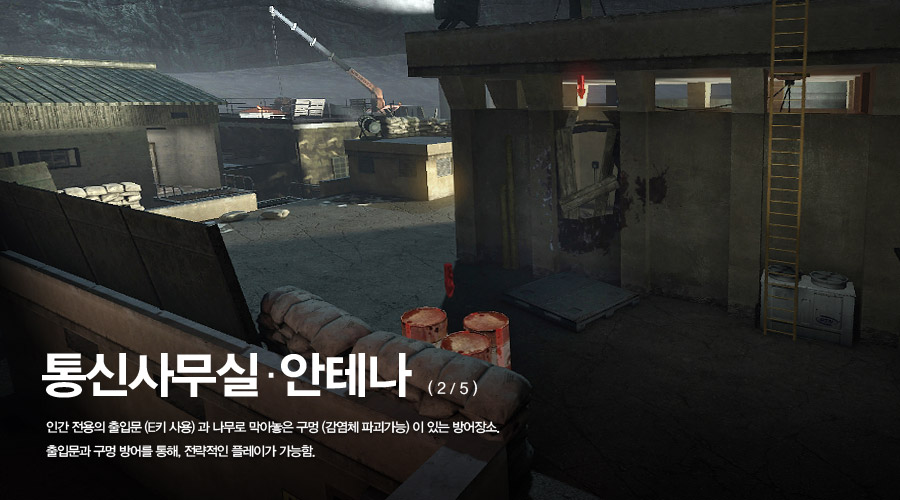 통신사무실·안테나 (2/5)
인간 전용의 출입문 (E키 사용) 과 나무로 막아놓은 구멍 (감염체 파괴가능) 이 있는 방어장소.
출입문과 구멍 방어를 통해, 전략적인 플레이가 가능함.